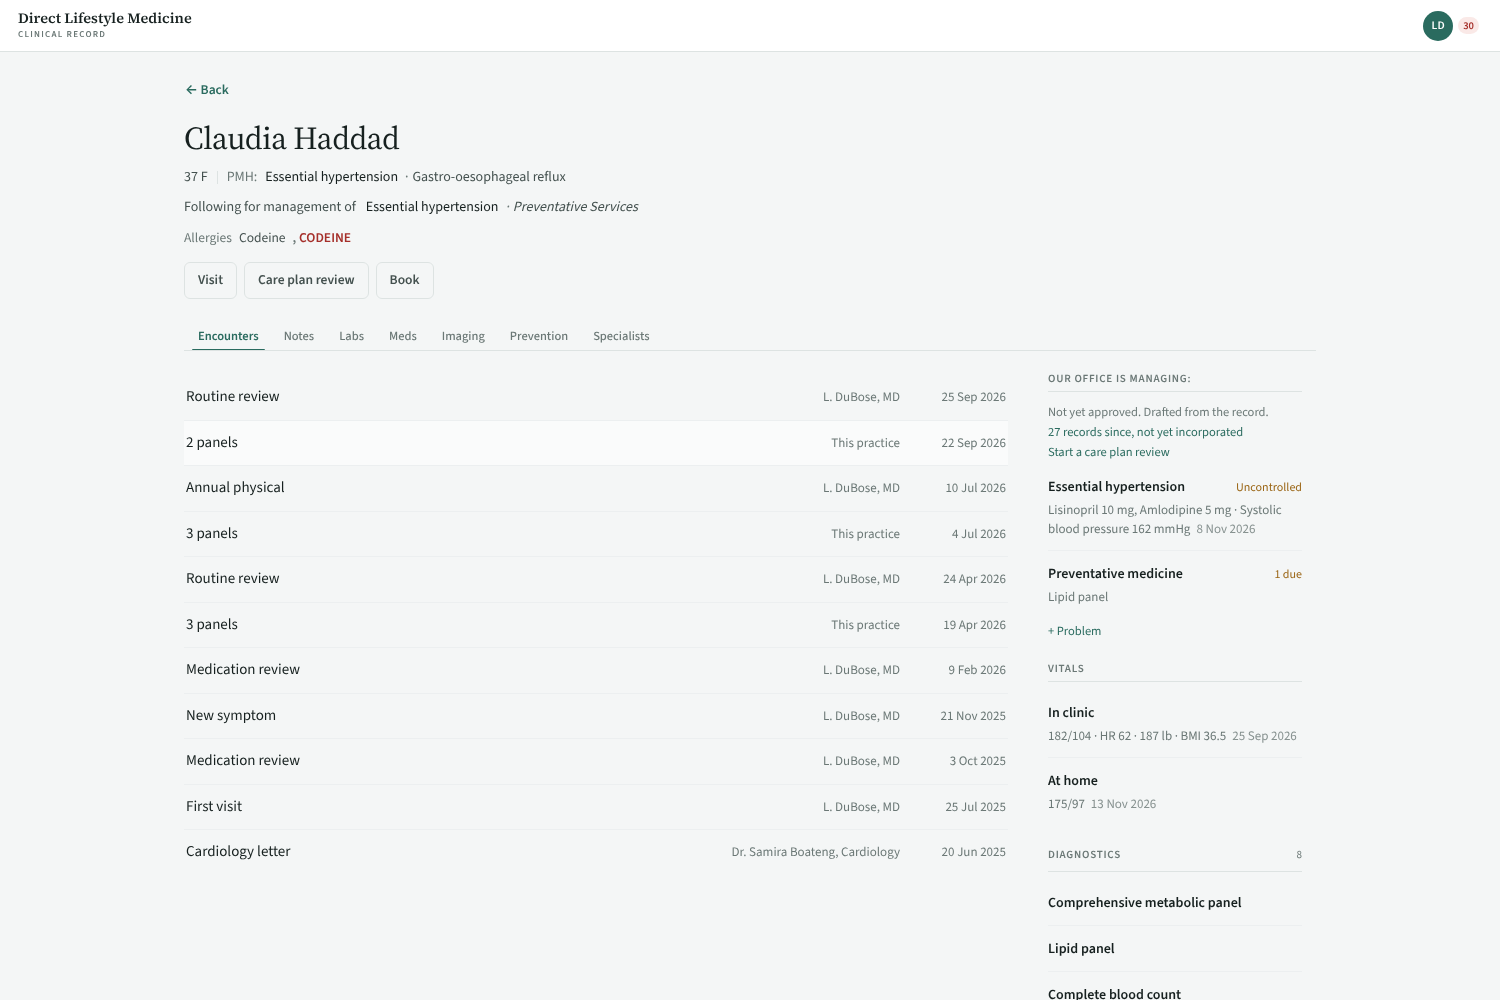 Direct Lifestyle Medicine
CLINICAL RECORD
LD 30
← Back
Claudia Haddad
37 F PMH: Essential hypertension · Gastro-oesophageal reflux
Following for management of Essential hypertension · Preventative Services
Allergies Codeine , CODEINE
Visit Care plan review Book
Encounters Notes Labs Meds Imaging Prevention Specialists
Routine review L. DuBose, MD 25 Sep 2026
2 panels This practice 22 Sep 2026
Annual physical L. DuBose, MD 10 Jul 2026
3 panels This practice 4 Jul 2026
Routine review L. DuBose, MD 24 Apr 2026
3 panels This practice 19 Apr 2026
Medication review L. DuBose, MD 9 Feb 2026
New symptom L. DuBose, MD 21 Nov 2025
Medication review L. DuBose, MD 3 Oct 2025
First visit L. DuBose, MD 25 Jul 2025
Cardiology letter Dr. Samira Boateng, Cardiology 20 Jun 2025
OUR OFFICE IS MANAGING:
Not yet approved. Drafted from the record.
27 records since, not yet incorporated
Start a care plan review
Essential hypertension Uncontrolled
Lisinopril 10 mg, Amlodipine 5 mg · Systolic
blood pressure 162 mmHg 8 Nov 2026
Preventative medicine 1 due
Lipid panel
+ Problem
VITALS
In clinic
182/104 · HR 62 · 187 lb · BMI 36.5 25 Sep 2026
At home
175/97 13 Nov 2026
DIAGNOSTICS 8
Comprehensive metabolic panel
Lipid panel
Complete blood count